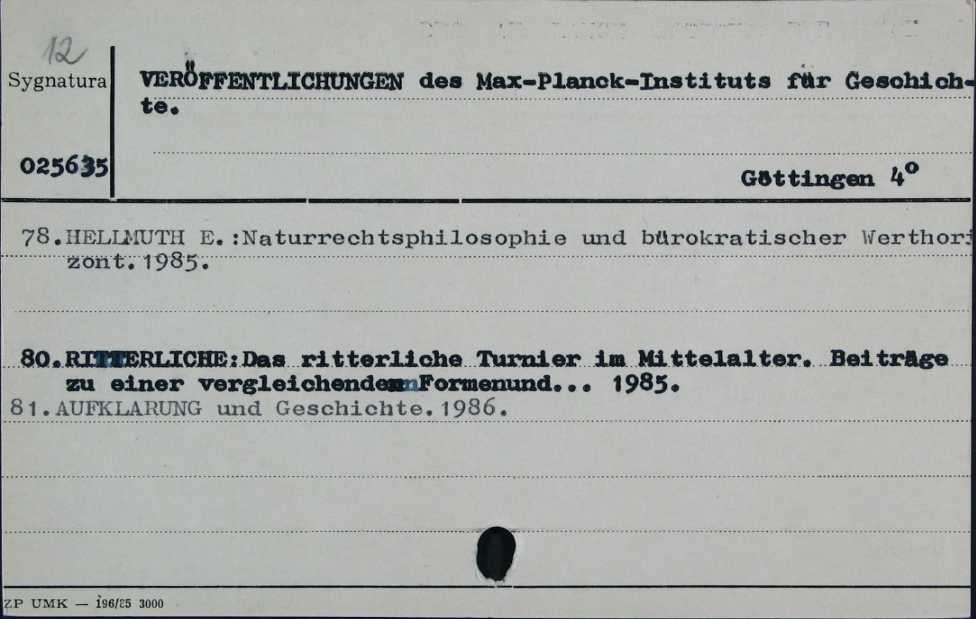 12
Sygnatura
VERÖFFENTLICHUNGEN des Max-Planck-Instituts für Geschich-
te.
025635
Göttingen 4°
78.HELLMUTH E.:Naturrechtsphilosophie und bürokratischer Werthori
zont.1985.
80.RITTERLICHE:Das ritterliche Turnier im Mittelalter. Beiträge
zu einer vergleichenden Formenund... 1985.
81.AUFKLARUNG und Geschichte.1986.
ZP UMK — 196/85 3000